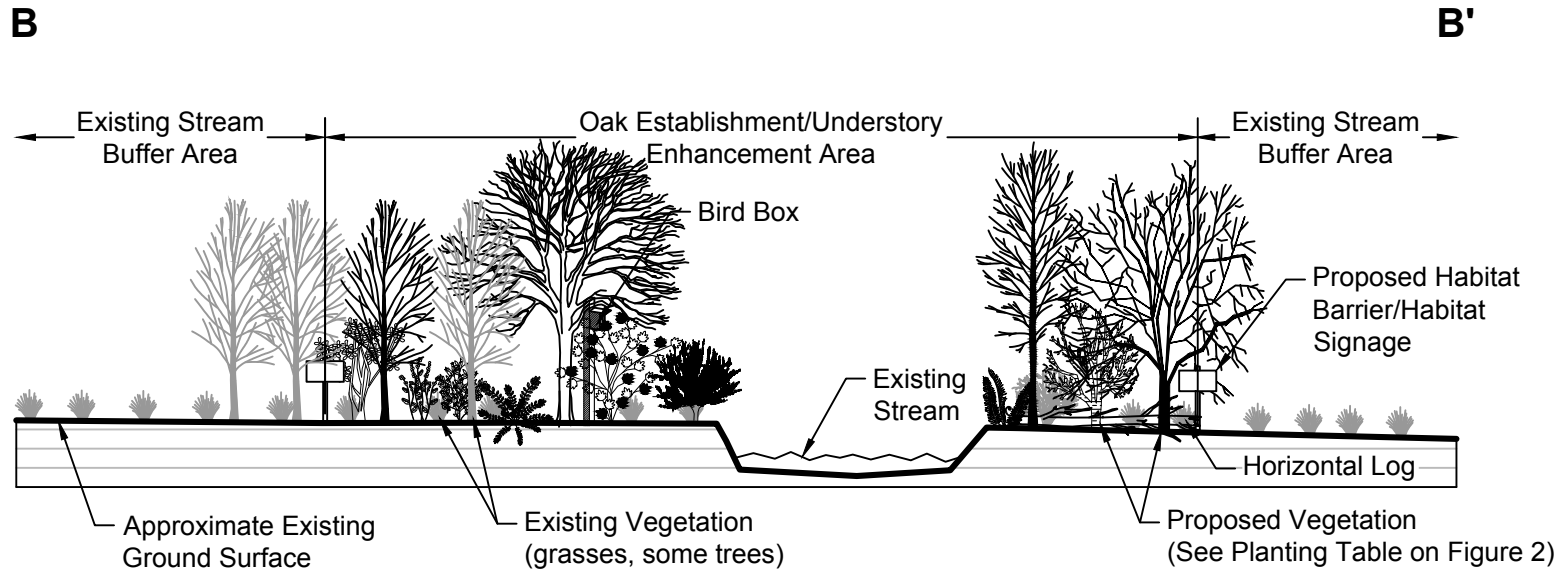 B
B'
Existing Stream
Buffer Area
Oak Establishment/Understory
Enhancement Area
Existing Stream
Buffer Area
Bird Box
Proposed Habitat
Barrier/Habitat
Signage
Existing
Stream
Horizontal Log
Approximate Existing
Ground Surface
Existing Vegetation
(grasses, some trees)
Proposed Vegetation
(See Planting Table on Figure 2)